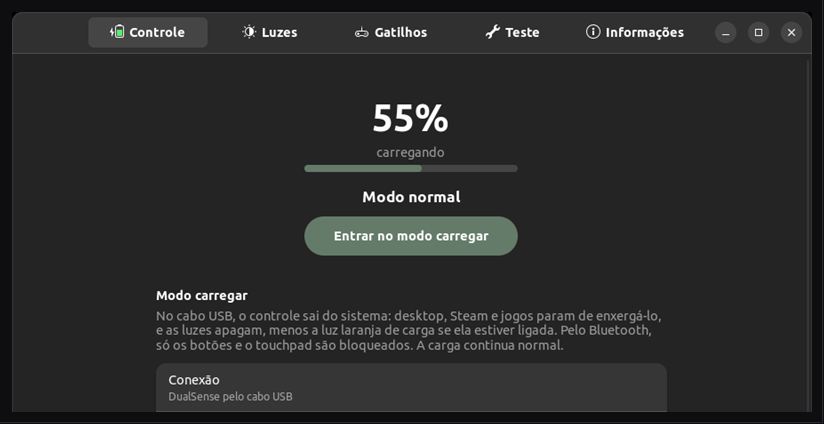 Controle
Luzes
Gatilhos
Teste
Informações
55%
carregando
Modo normal
Entrar no modo carregar
Modo carregar
No cabo USB, o controle sai do sistema: desktop, Steam e jogos param de enxergá-lo,
e as luzes apagam, menos a luz laranja de carga se ela estiver ligada. Pelo Bluetooth,
só os botões e o touchpad são bloqueados. A carga continua normal.
Conexão
DualSense pelo cabo USB